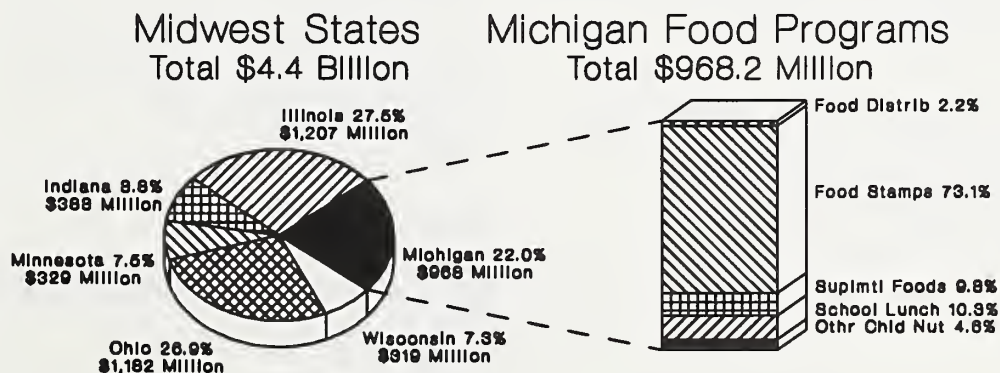 Midwest States
Total $4.4 Billion
Illinois 27.5%
$1,207 Million
Indiana 8.8%
$388 Million
Minnesota 7.5%
$329 Million
Ohio 26.9%
$1,182 Million
Wisconsin 7.3%
$319 Million
Michigan 22.0%
$968 Million
Michigan Food Programs
Total $968.2 Million
Food Distrib 2.2%
Food Stamps 73.1%
Suplmtl Foods 9.8%
School Lunch 10.3%
Othr Chld Nut 4.6%